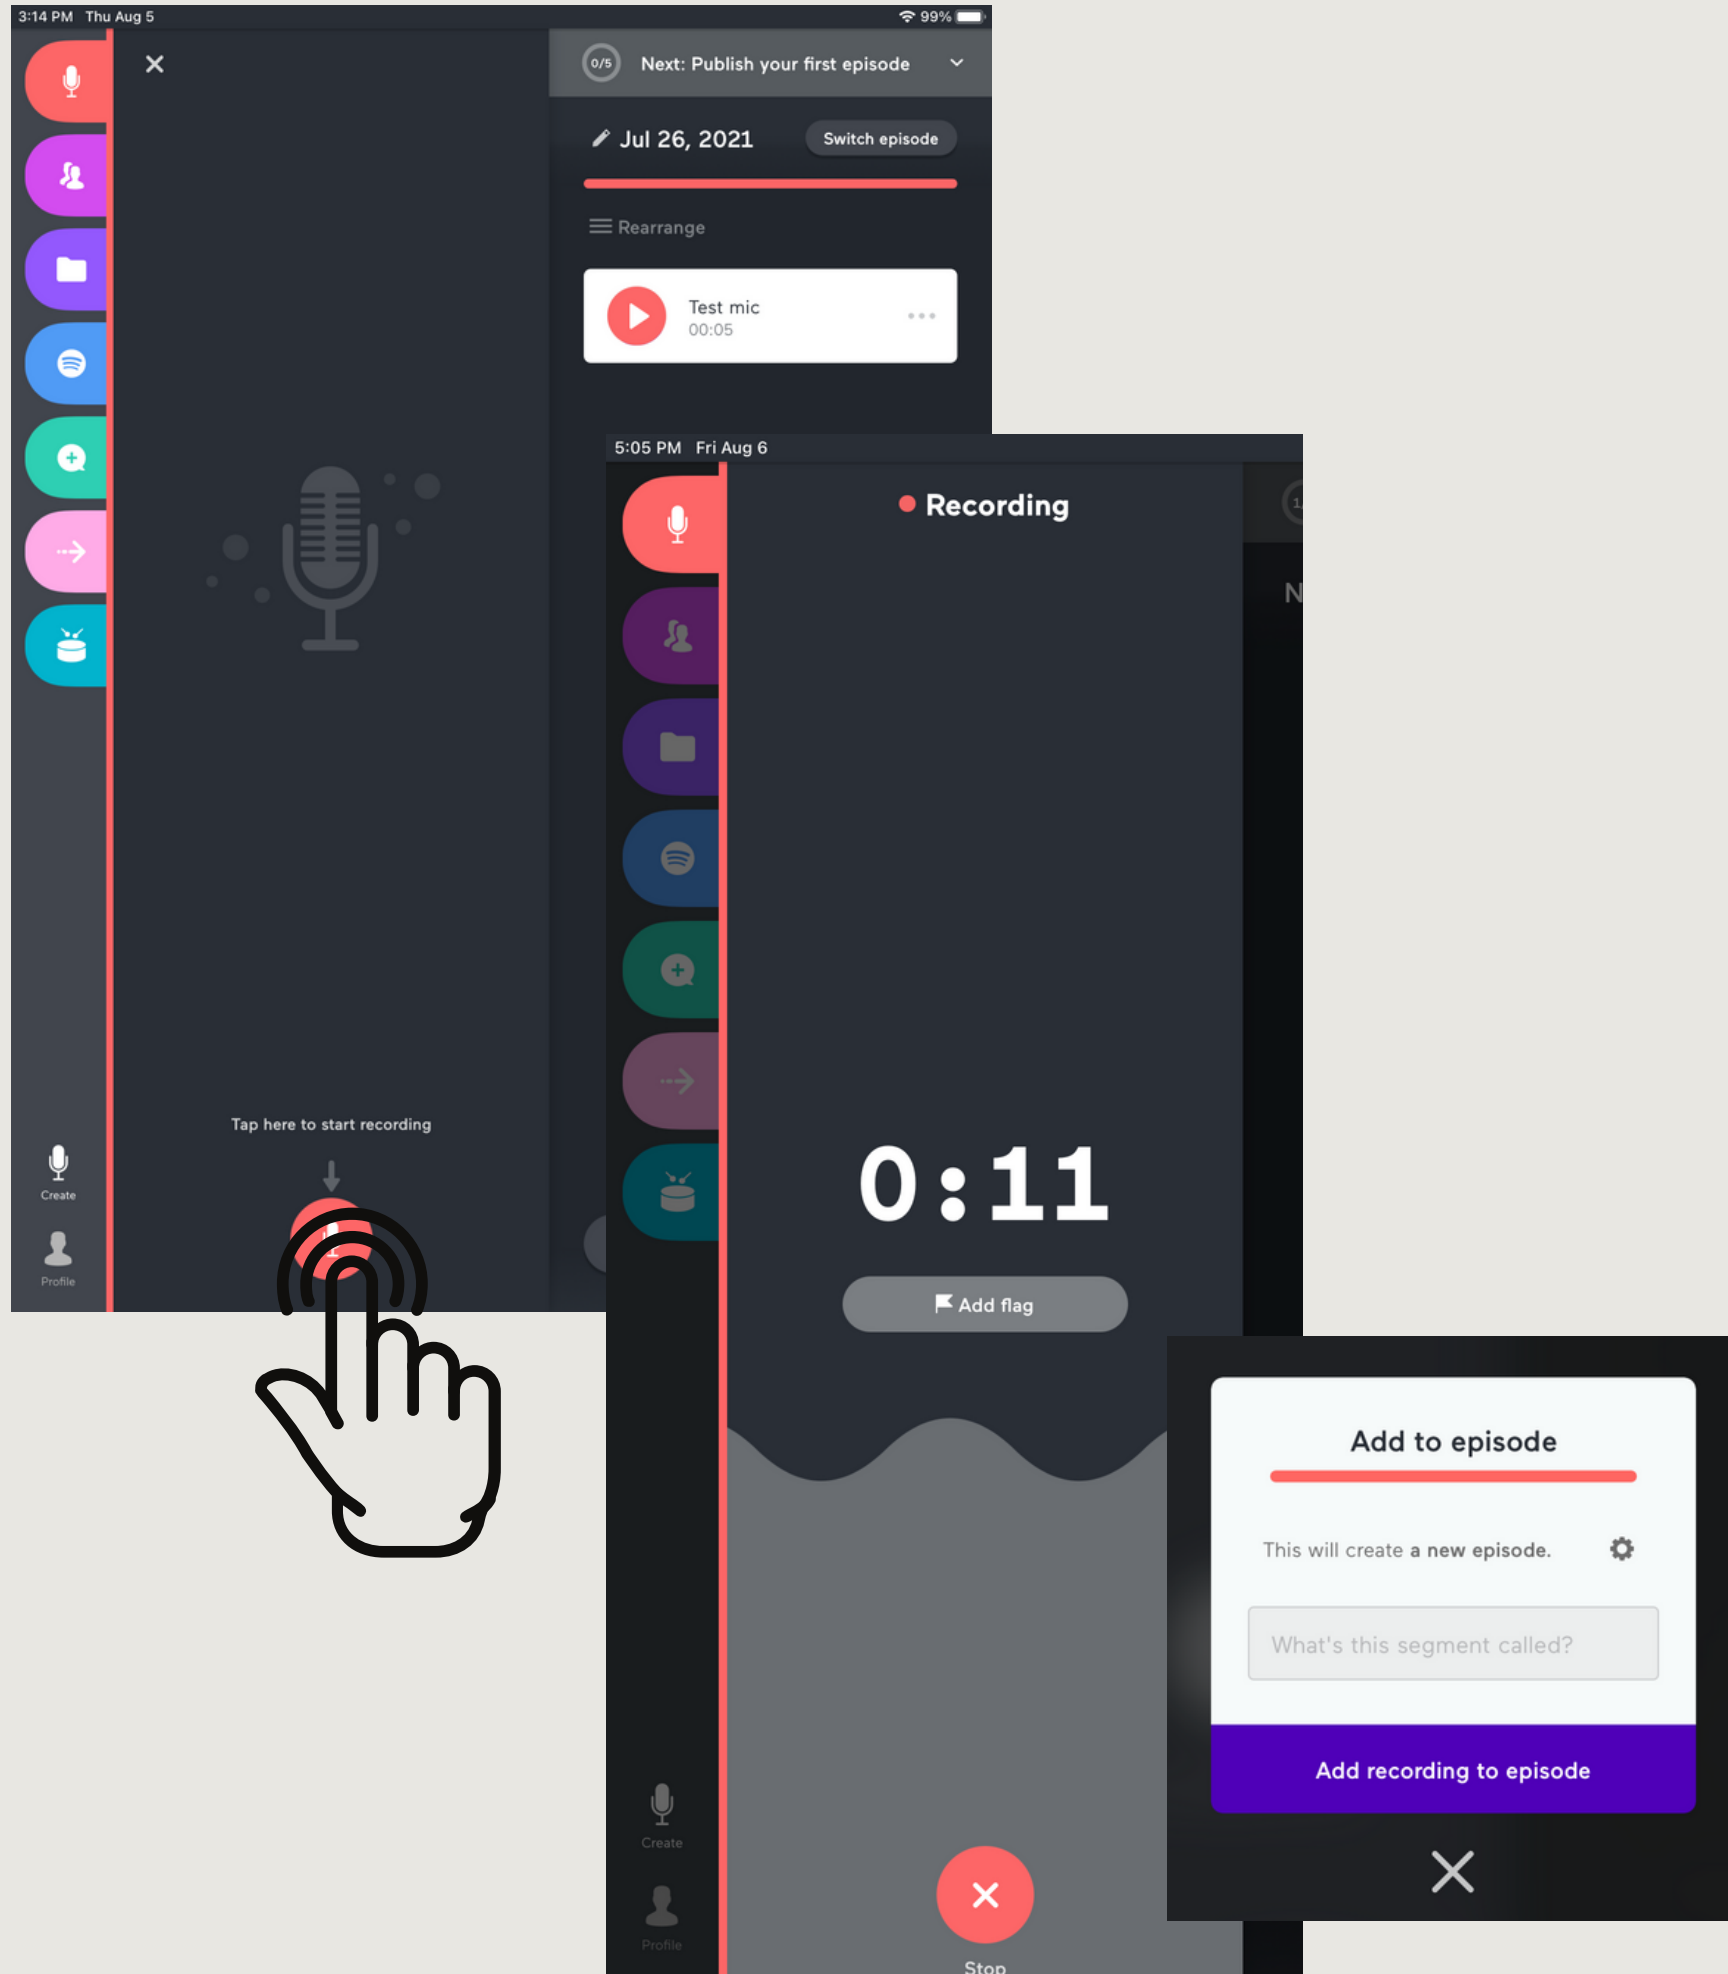 3:14 PM Thu Aug 5
99%
0/5
Next: Publish your first episode
Jul 26, 2021
Switch episode
Rearrange
Test mic
00:05
Tap here to start recording
Create
Profile
5:05 PM Fri Aug 6
Recording
N
0:11
Add flag
Create
Profile
Stop
Add to episode
This will create a new episode.
What's this segment called?
Add recording to episode